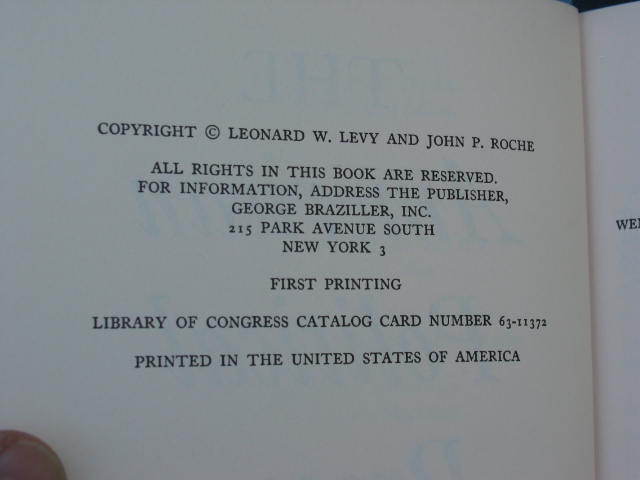 COPYRIGHT © LEONARD W. LEVY AND JOHN P. ROCHE
ALL RIGHTS IN THIS BOOK ARE RESERVED.
FOR INFORMATION, ADDRESS THE PUBLISHER,
GEORGE BRAZILLER, INC.
215 PARK AVENUE SOUTH
NEW YORK 3
FIRST PRINTING
LIBRARY OF CONGRESS CATALOG CARD NUMBER 63-11372
PRINTED IN THE UNITED STATES OF AMERICA